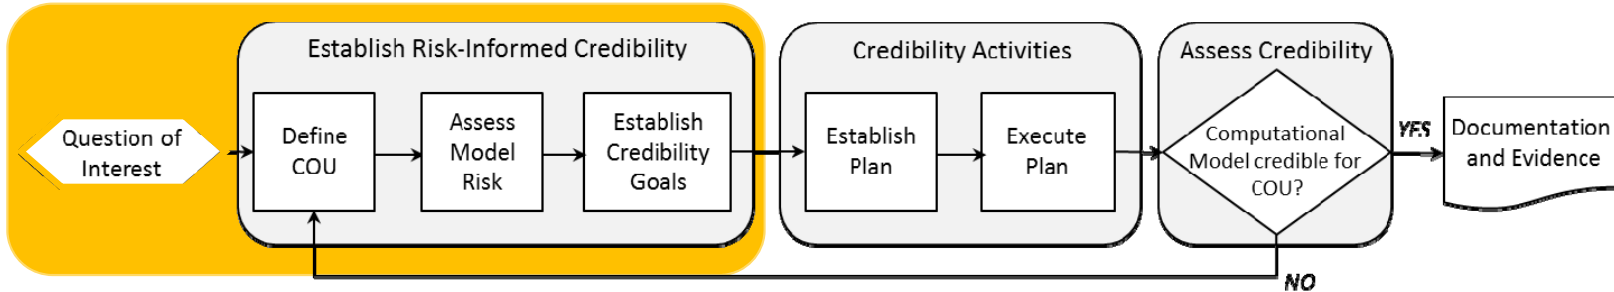 Establish Risk-Informed Credibility
Credibility Activities
Assess Credibility
Question of
Interest
Define
COU
Assess
Model
Risk
Establish
Credibility
Goals
Establish
Plan
Execute
Plan
Computational
Model credible for
COU?
YES
Documentation
and Evidence
NO